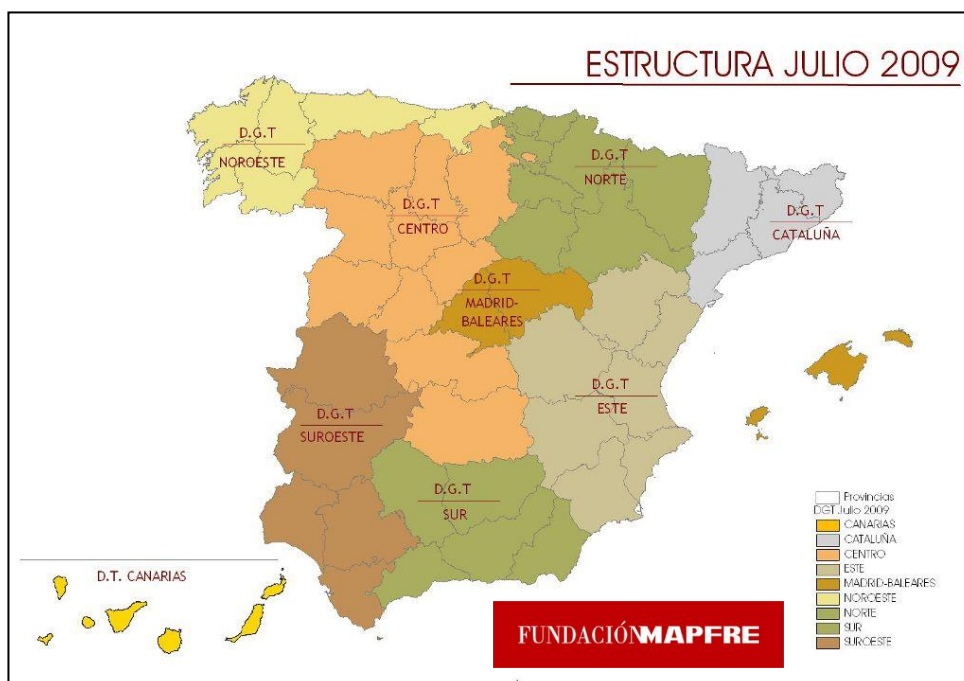 ESTRUCTURA JULIO 2009
D.G.T
NOROESTE
D.G.T
NORTE
D.G.T
CENTRO
D.G.T
CATALUÑA
D.G.T
MADRID-
BALEARES
D.G.T
ESTE
D.G.T
SUROESTE
D.G.T
SUR
D.T. CANARIAS
Provincias
DGT Julio 2009
CANARIAS
CATALUÑA
CENTRO
ESTE
MADRID-BALEARES
NOROESTE
NORTE
SUR
SUROESTE
FUNDACIÓNMAPFRE